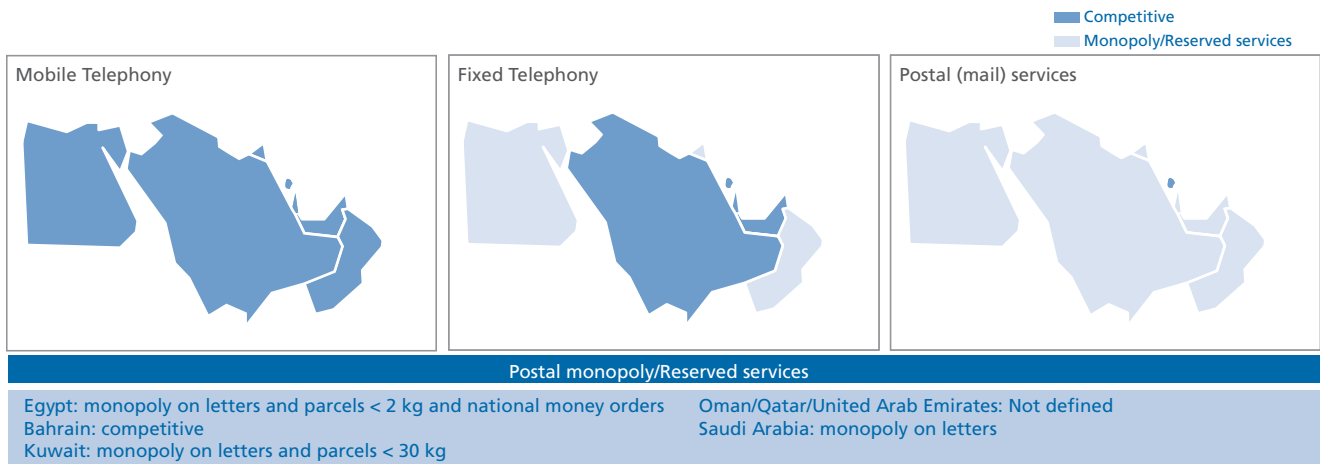 Competitive
Monopoly/Reserved services
Mobile Telephony
Fixed Telephony
Postal (mail) services
Postal monopoly/Reserved services
Egypt: monopoly on letters and parcels < 2 kg and national money orders
Bahrain: competitive
Kuwait: monopoly on letters and parcels < 30 kg
Oman/Qatar/United Arab Emirates: Not defined
Saudi Arabia: monopoly on letters